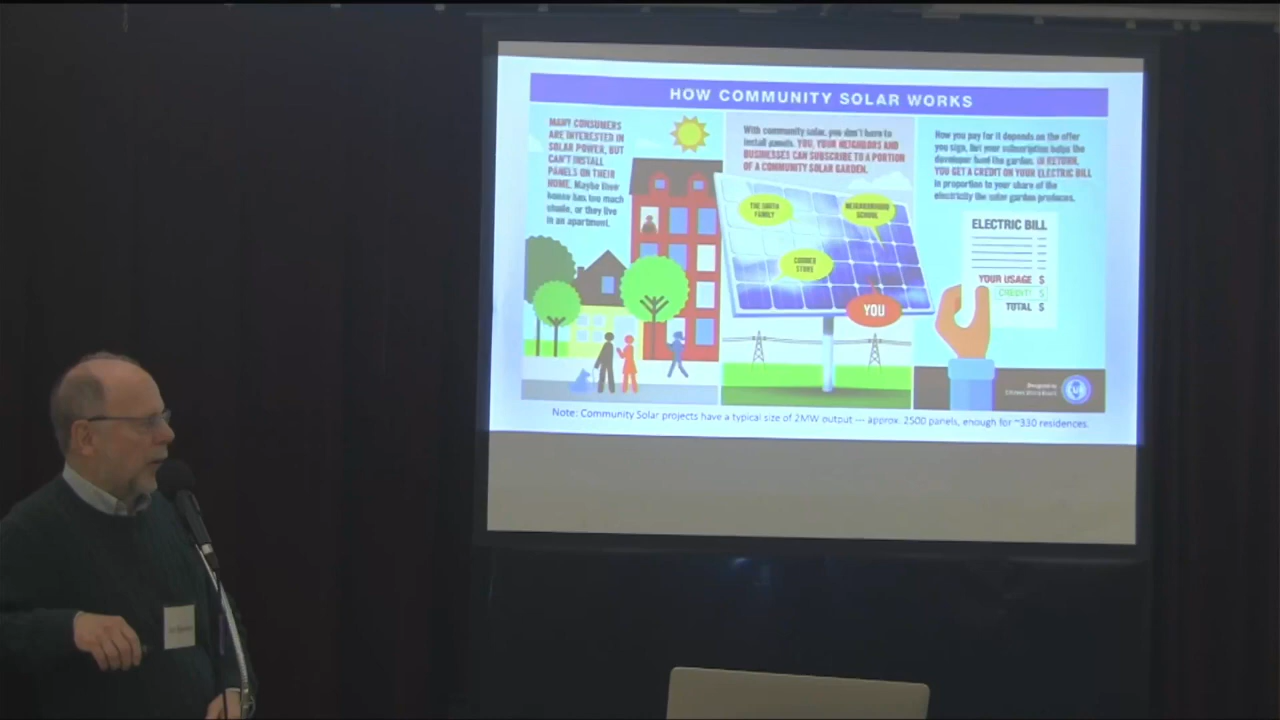 HOW COMMUNITY SOLAR WORKS
MANY CONSUMERS
ARE INTERESTED IN
SOLAR POWER, BUT
CAN'T INSTALL
PANELS ON THEIR
HOME. Maybe their
house has too much
shade, or they live
in an apartment.
With community solar, you don't have to
install panels. YOU, YOUR NEIGHBORS AND
BUSINESSES CAN SUBSCRIBE TO A PORTION
OF A COMMUNITY SOLAR GARDEN.
THE SMITH
FAMILY
NEIGHBORHOOD
SCHOOL
CORNER
STORE
YOU
How you pay for it depends on the offer
you sign, but your subscription helps the
developer fund the garden. IN RETURN,
YOU GET A CREDIT ON YOUR ELECTRIC BILL
in proportion to your share of the
electricity the solar garden produces.
ELECTRIC BILL
YOUR USAGE $
CREDIT! $
TOTAL $
Designed by
Note: Community Solar projects have a typical size of 2MW output --- approx. 2500 panels, enough for ~330 residences.